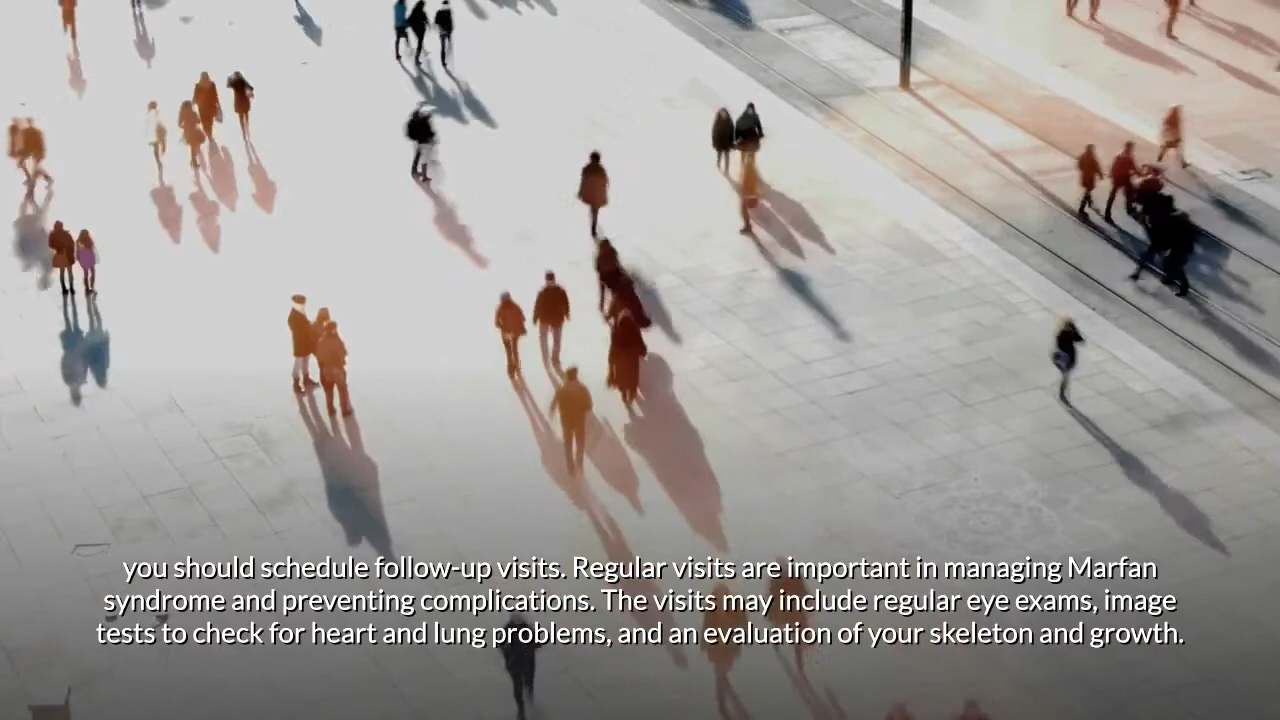 you should schedule follow-up visits. Regular visits are important in managing Marfan
syndrome and preventing complications. The visits may include regular eye exams, image
tests to check for heart and lung problems, and an evaluation of your skeleton and growth.